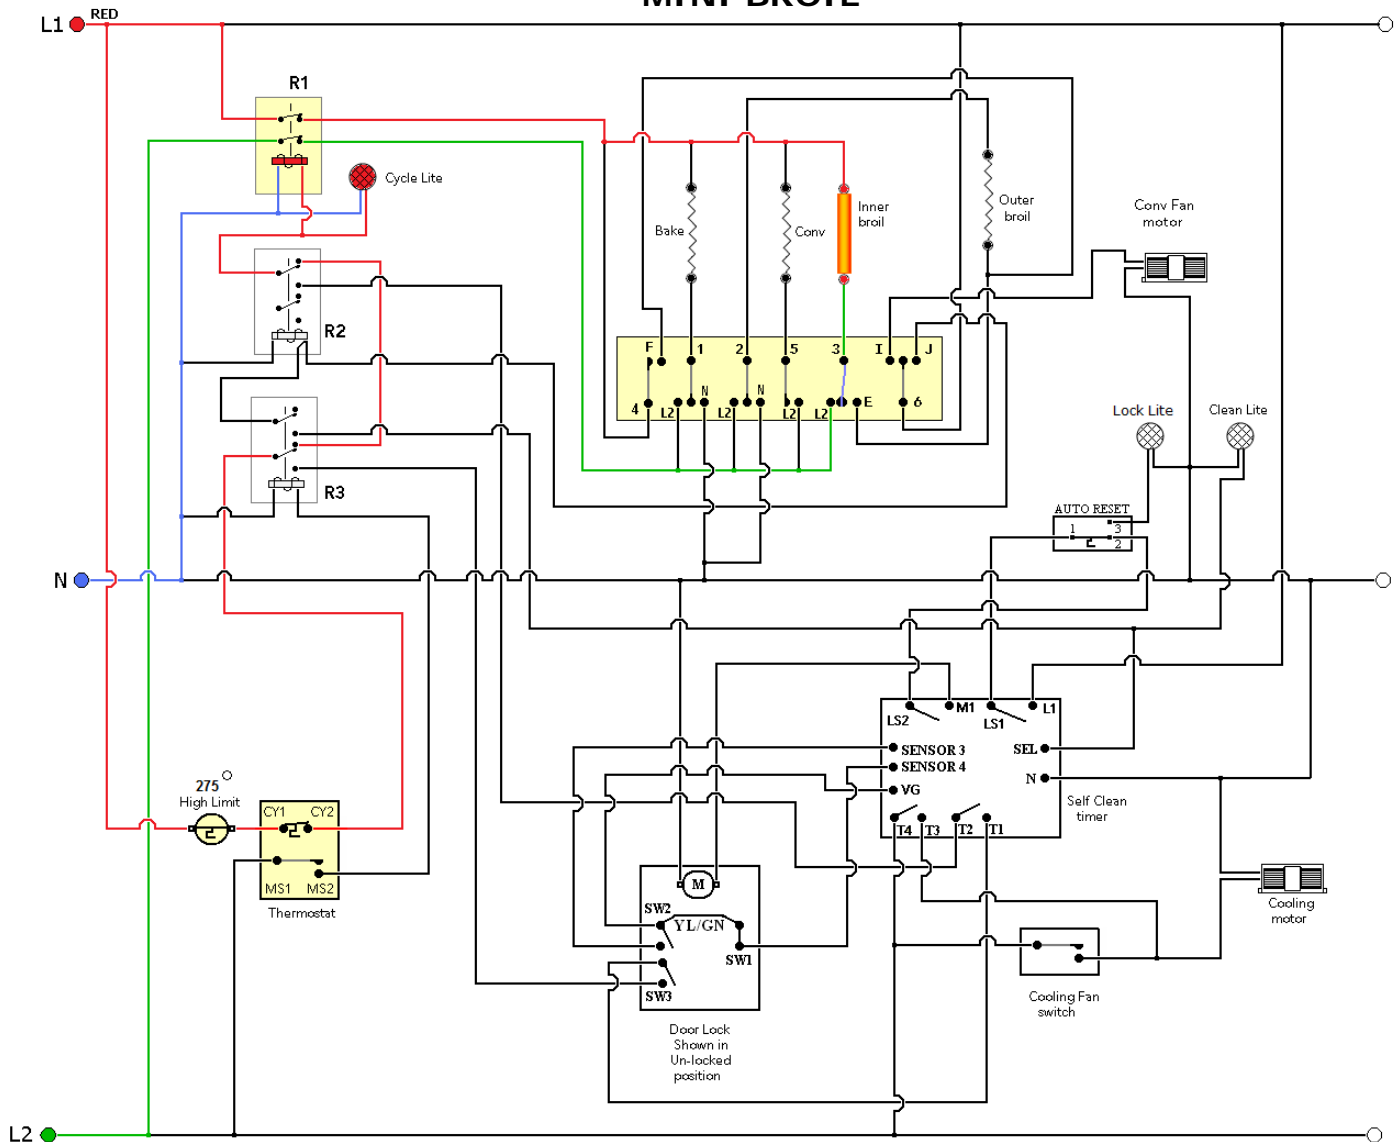 MINI BROIL
L1
RED
R1
Cycle Lite
Bake
Conv
Inner
broil
Outer
broil
Conv Fan
motor
R2
F
1
2
5
3
I
J
4
L2
N
L2
N
L2
L2
E
6
Lock Lite
Clean Lite
R3
AUTO RESET
1
3
2
N
LS2
M1
LS1
L1
SENSOR 3
SEL
SENSOR 4
N
VG
Self Clean
timer
T4
T3
T2
T1
275°
High Limit
CY1
CY2
MS1
MS2
Thermostat
M
SW2
YL/GN
SW1
SW3
Cooling
motor
Cooling Fan
switch
Door Lock
Shown in
Un-locked
position
L2